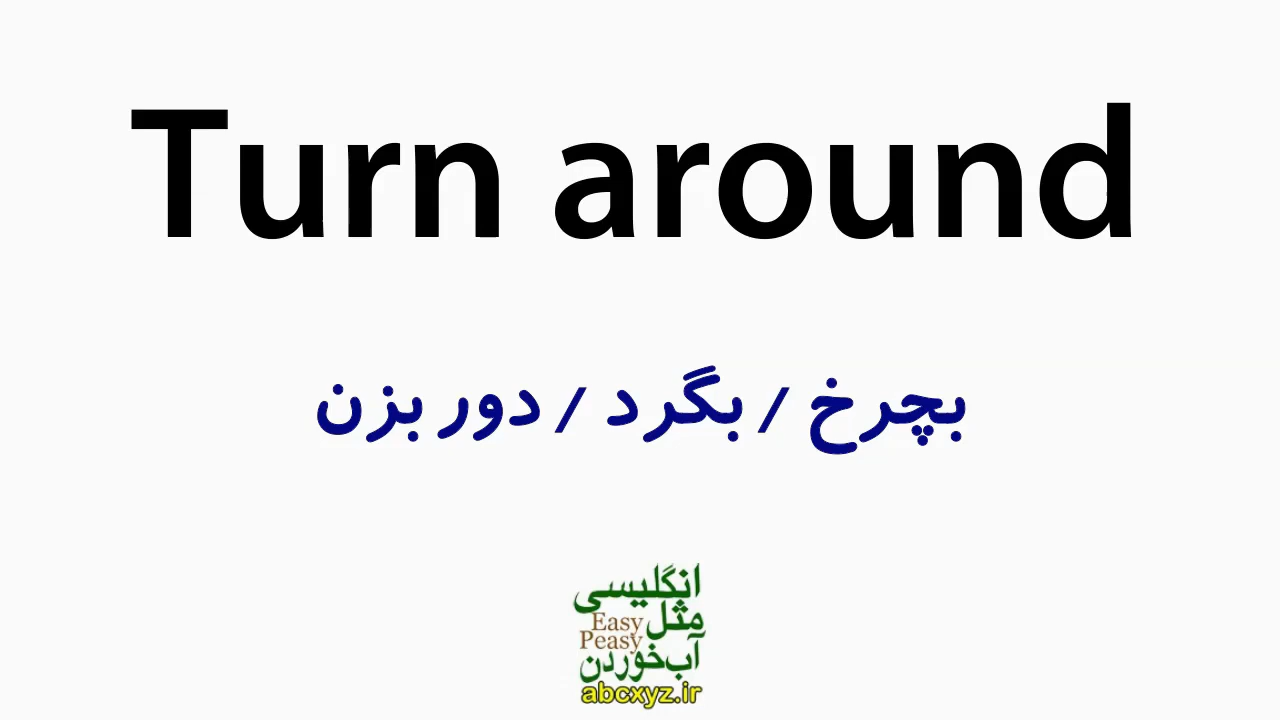 Turn around
بچرخ / بگرد / دور بزن
انگلیسی
مثل Easy
Peasy
آب‌خوردن
abcxyz.ir